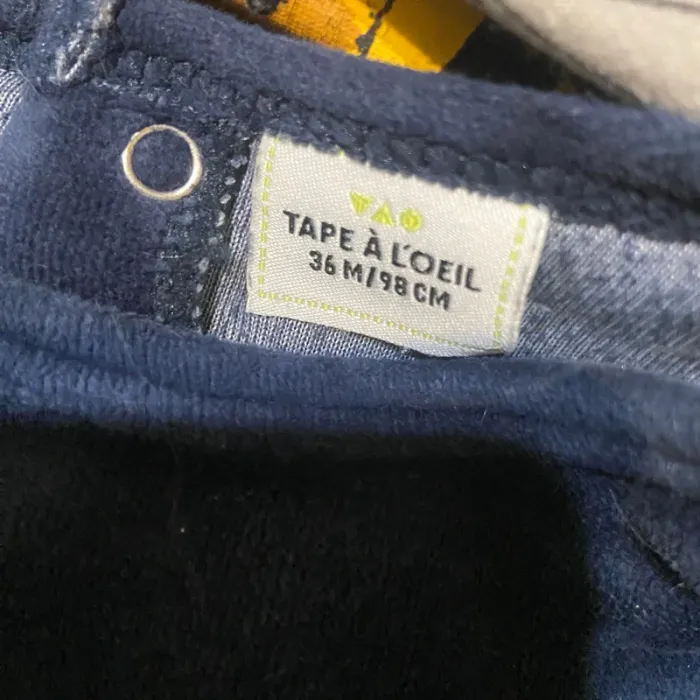 TAPE À L'OEIL
36 M/98 CM